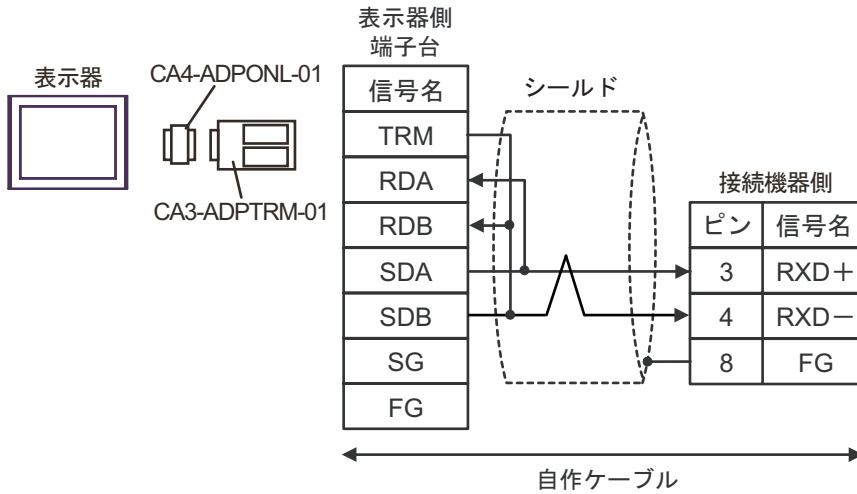 表示器側
端子台
表示器
CA4-ADPONL-01
CA3-ADPTRM-01
信号名
TRM
RDA
RDB
SDA
SDB
SG
FG
シールド
接続機器側
ピン 信号名
3 RXD＋
4 RXD－
8 FG
自作ケーブル